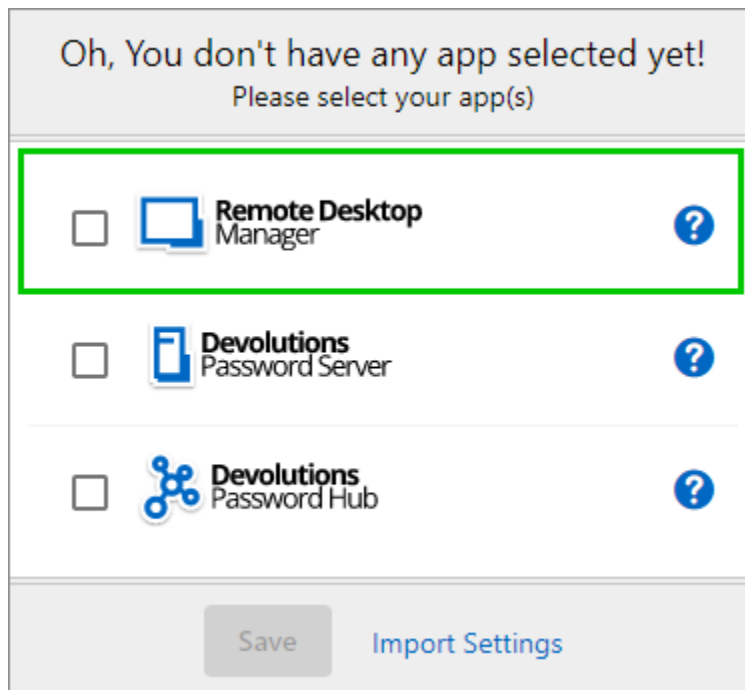 Oh, You don't have any app selected yet!
Please select your app(s)
Remote Desktop
Manager
?
Devolutions
Password Server
?
Devolutions
Password Hub
?
Save
Import Settings